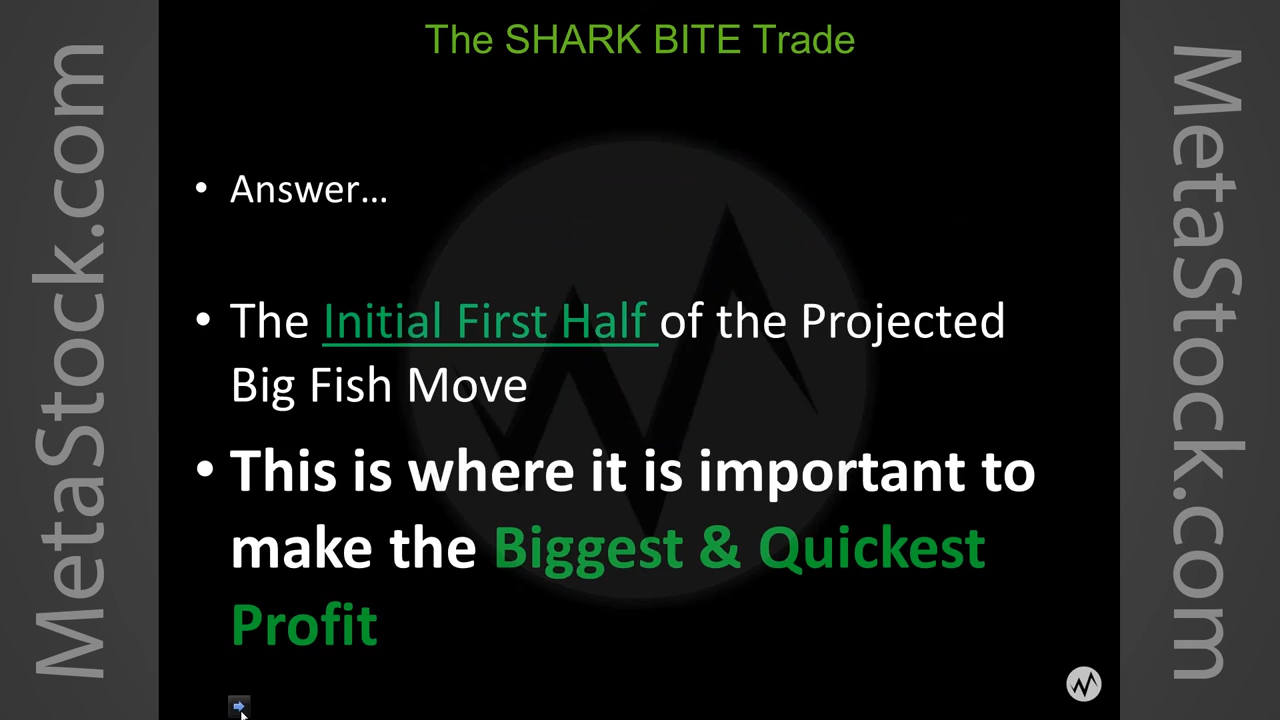 The SHARK BITE Trade
MetaStock.com
• Answer...
• The Initial First Half of the Projected
Big Fish Move
• This is where it is important to
make the Biggest & Quickest
Profit
MetaStock.com